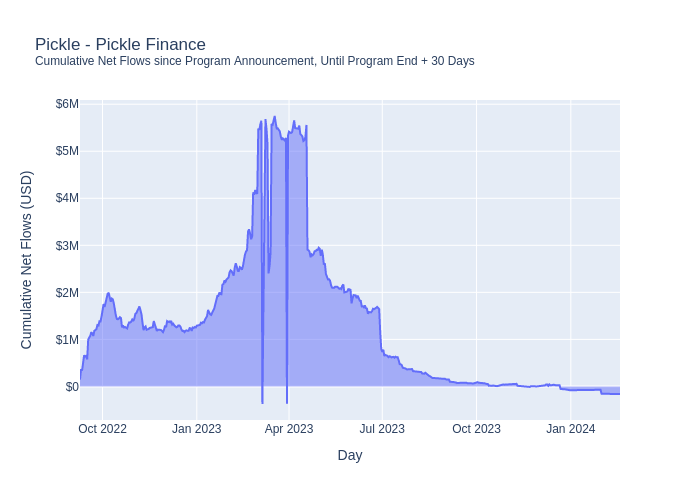 Pickle - Pickle Finance
Cumulative Net Flows since Program Announcement, Until Program End + 30 Days
$6M
$5M
$4M
$3M
$2M
$1M
$0
Cumulative Net Flows (USD)
Oct 2022 Jan 2023 Apr 2023 Jul 2023 Oct 2023 Jan 2024
Day